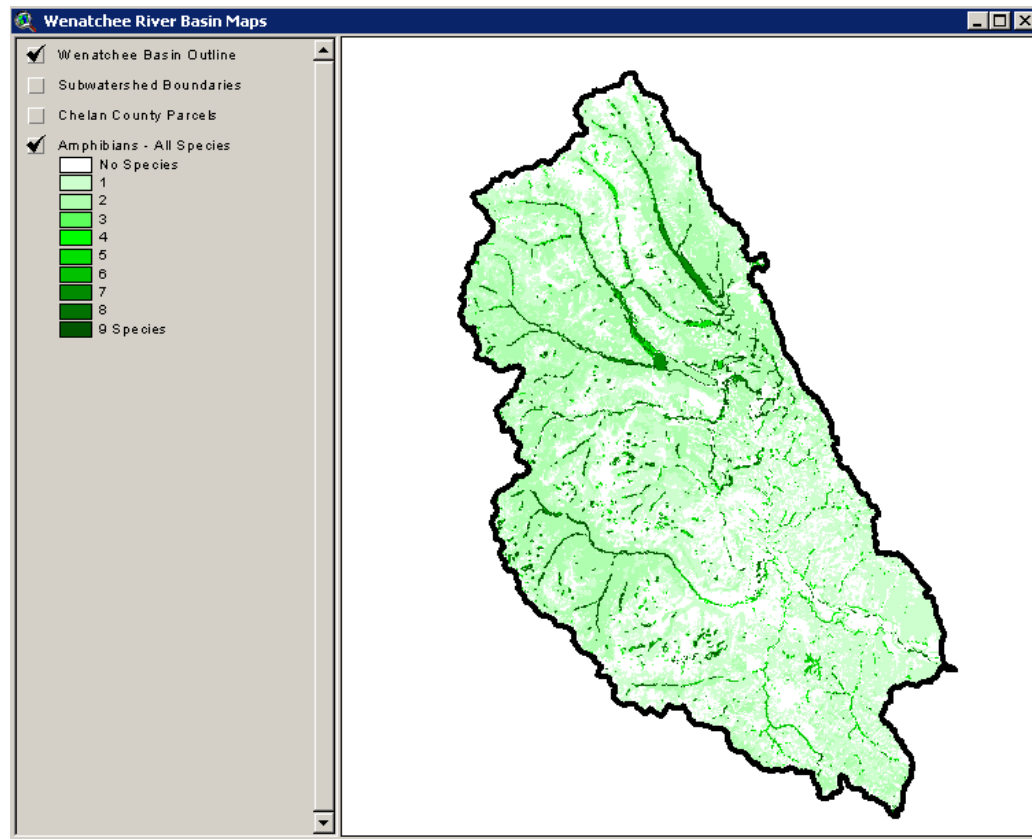 Wenatchee River Basin Maps
Wenatchee Basin Outline
Subwatershed Boundaries
Chelan County Parcels
Amphibians - All Species
No Species
1
2
3
4
5
6
7
8
9 Species